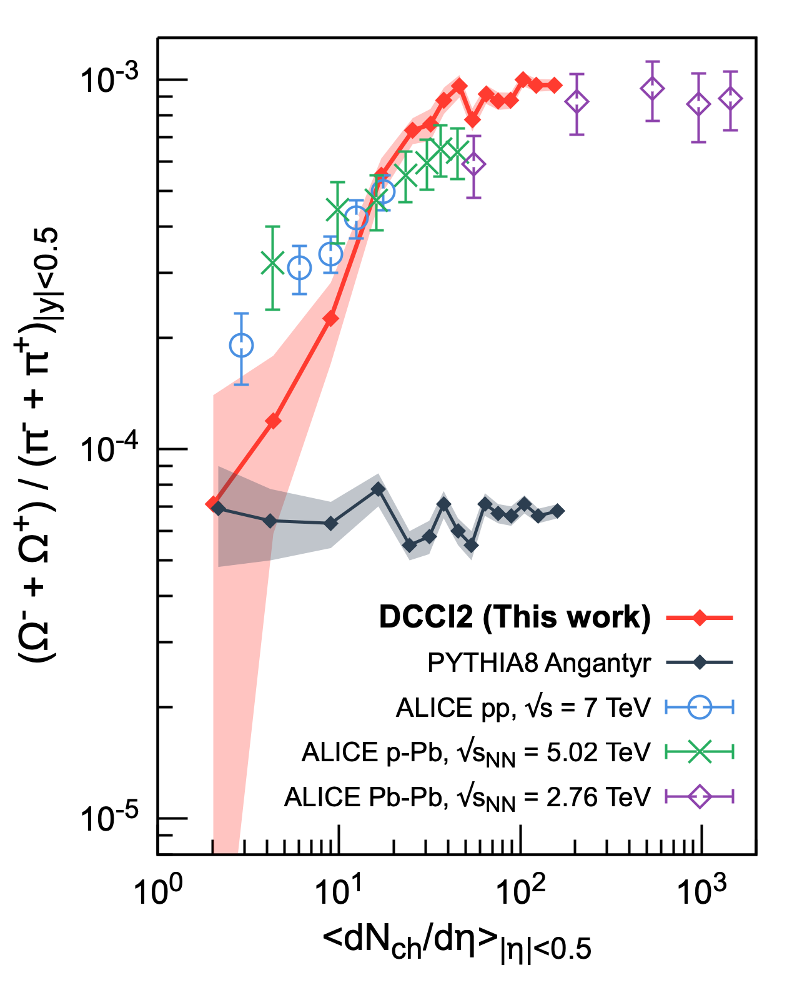 (Ω⁻ + Ω⁺) / (π⁻ + π⁺)|y|<0.5
10⁻³
10⁻⁴
10⁻⁵
DCCI2 (This work)
PYTHIA8 Angantyr
ALICE pp, √s = 7 TeV
ALICE p-Pb, √sNN = 5.02 TeV
ALICE Pb-Pb, √sNN = 2.76 TeV
10⁰ 10¹ 10² 10³
<dNch/dη>|η|<0.5